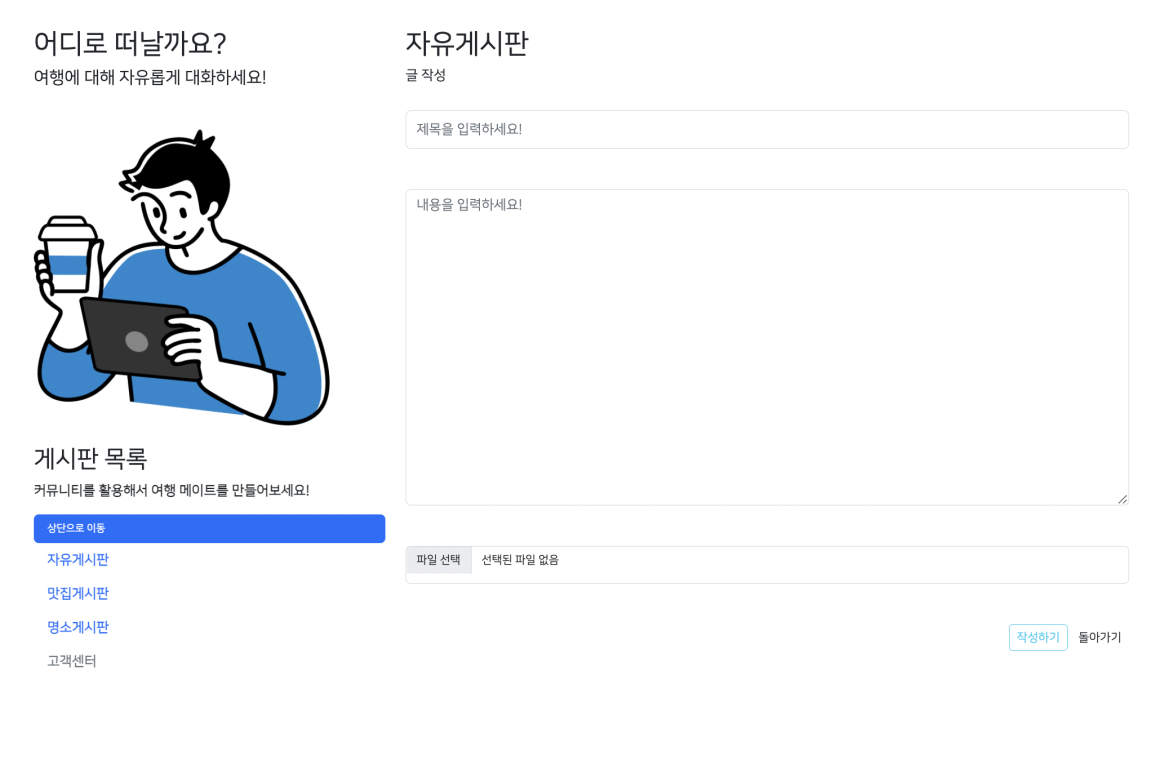 어디로 떠날까요?
여행에 대해 자유롭게 대화하세요!
게시판 목록
커뮤니티를 활용해서 여행 메이트를 만들어보세요!
상단으로 이동
자유게시판
맛집게시판
명소게시판
고객센터
자유게시판
글 작성
제목을 입력하세요!
내용을 입력하세요!
파일 선택 선택된 파일 없음
작성하기 돌아가기